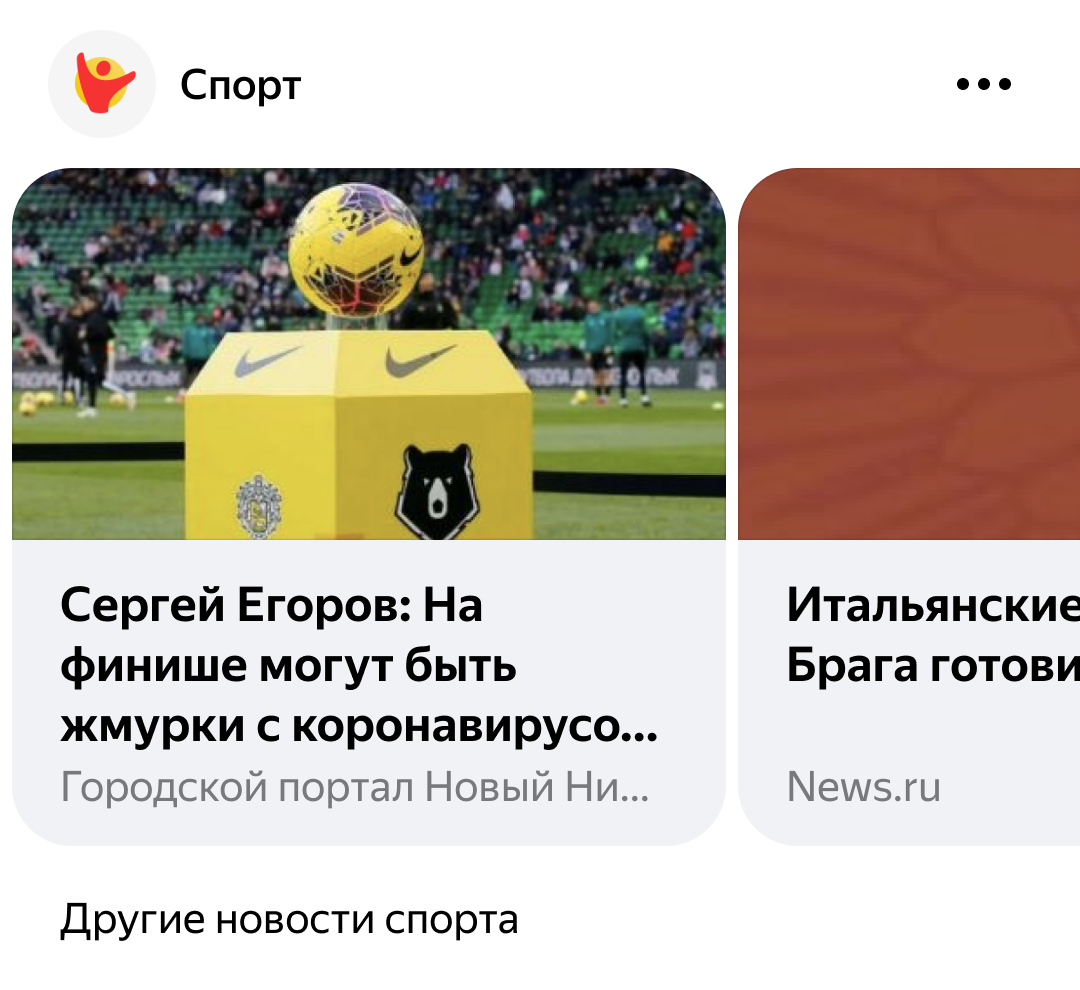 Спорт
Сергей Егоров: На
финише могут быть
жмурки с коронавирусо...
Городской портал Новый Ни...
Итальянские
Брага готови
News.ru
Другие новости спорта